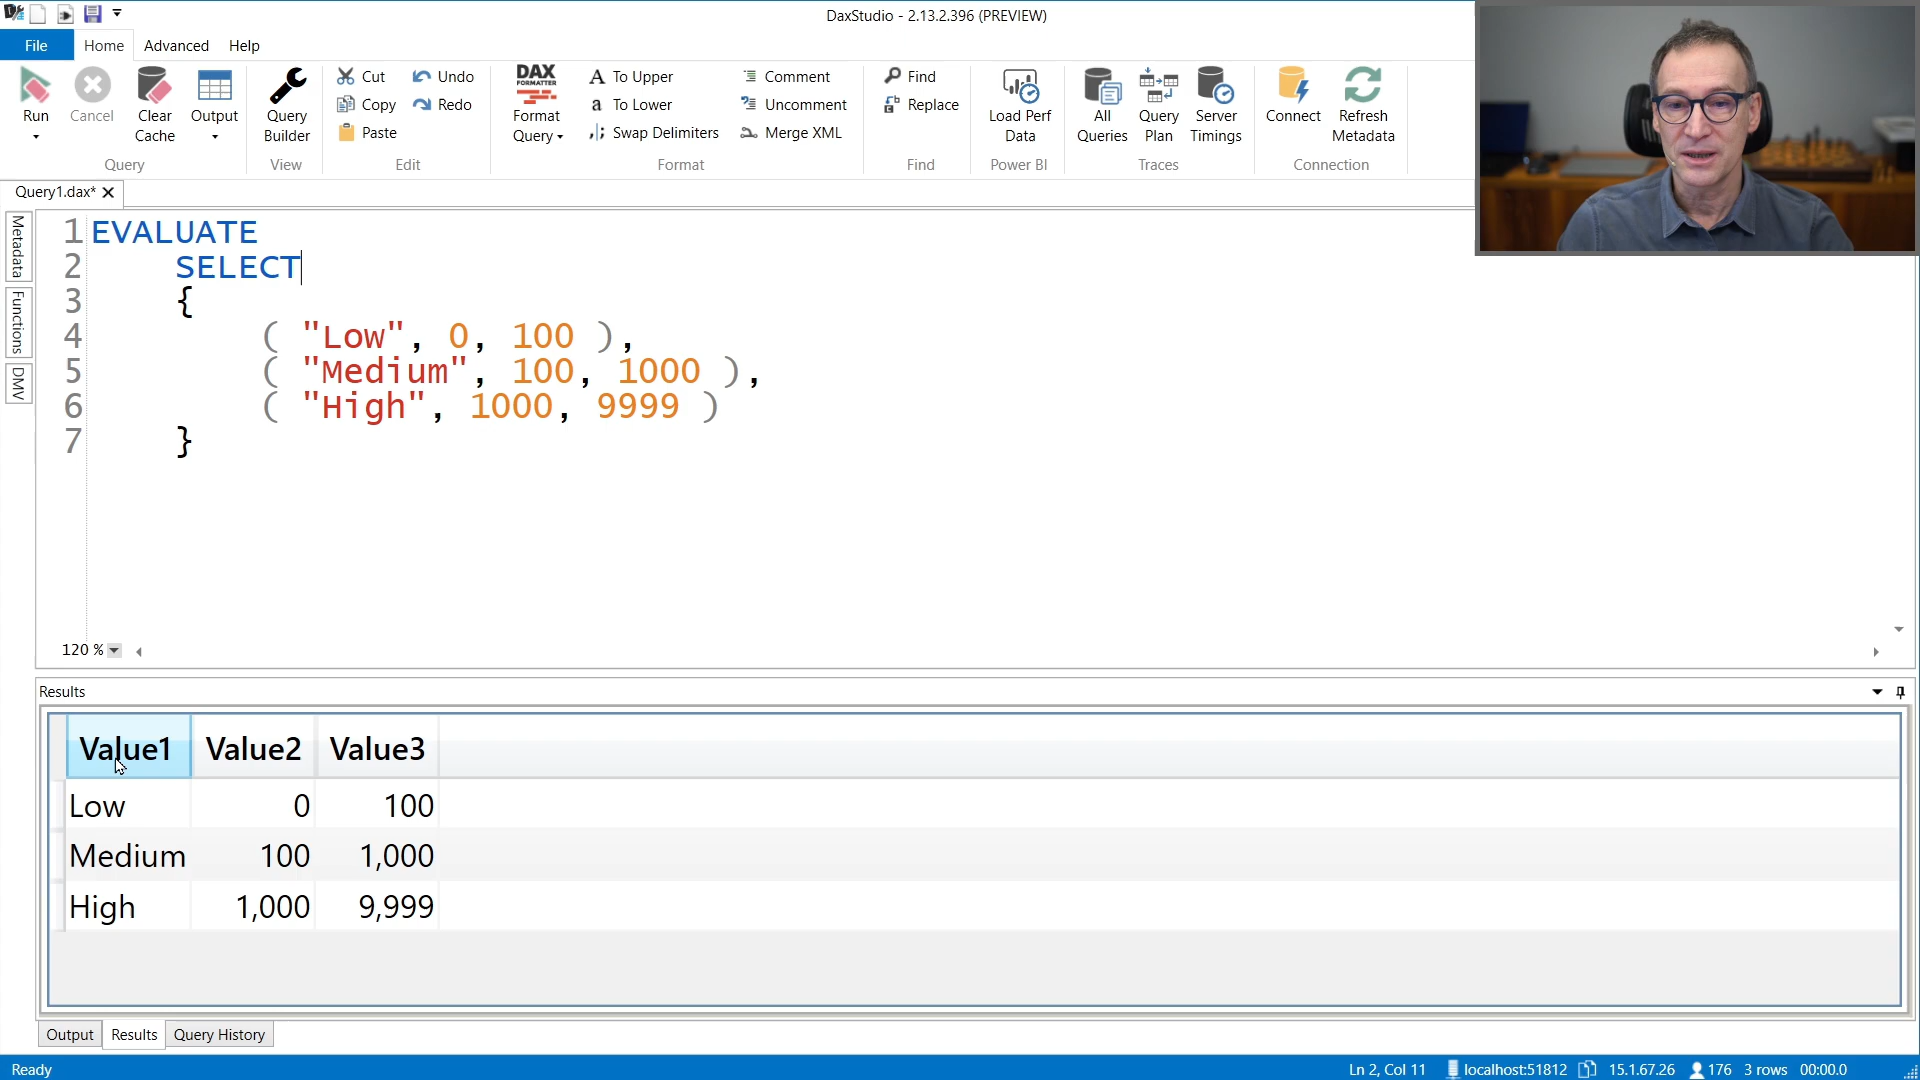 DaxStudio - 2.13.2.396 (PREVIEW)
File Home Advanced Help
Run Cancel Clear Cache Output
Query
Query Builder
View
Cut Undo
Copy Redo
Paste
Edit
DAX FORMATTER
Format Query
A To Upper
a To Lower
Swap Delimiters
Comment
Uncomment
Merge XML
Format
Find
Replace
Find
Load Perf Data
Power BI
All Queries Query Plan Server Timings
Traces
Connect Refresh Metadata
Connection
Query1.dax*
Metadata
Functions
DMV
1 EVALUATE
2 SELECT
3 {
4 ( "Low", 0, 100 ),
5 ( "Medium", 100, 1000 ),
6 ( "High", 1000, 9999 )
7 }
120 %
Results
Value1 Value2 Value3
Low 0 100
Medium 100 1,000
High 1,000 9,999
Output Results Query History
Ready Ln 2, Col 11 localhost:51812 15.1.67.26 176 3 rows 00:00.0